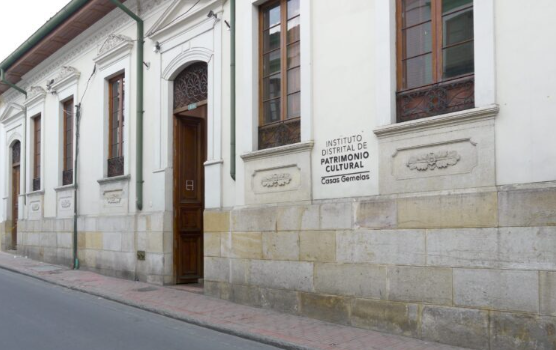 INSTITUTO
DISTRITAL DE
PATRIMONIO
CULTURAL
Casas Gemelas